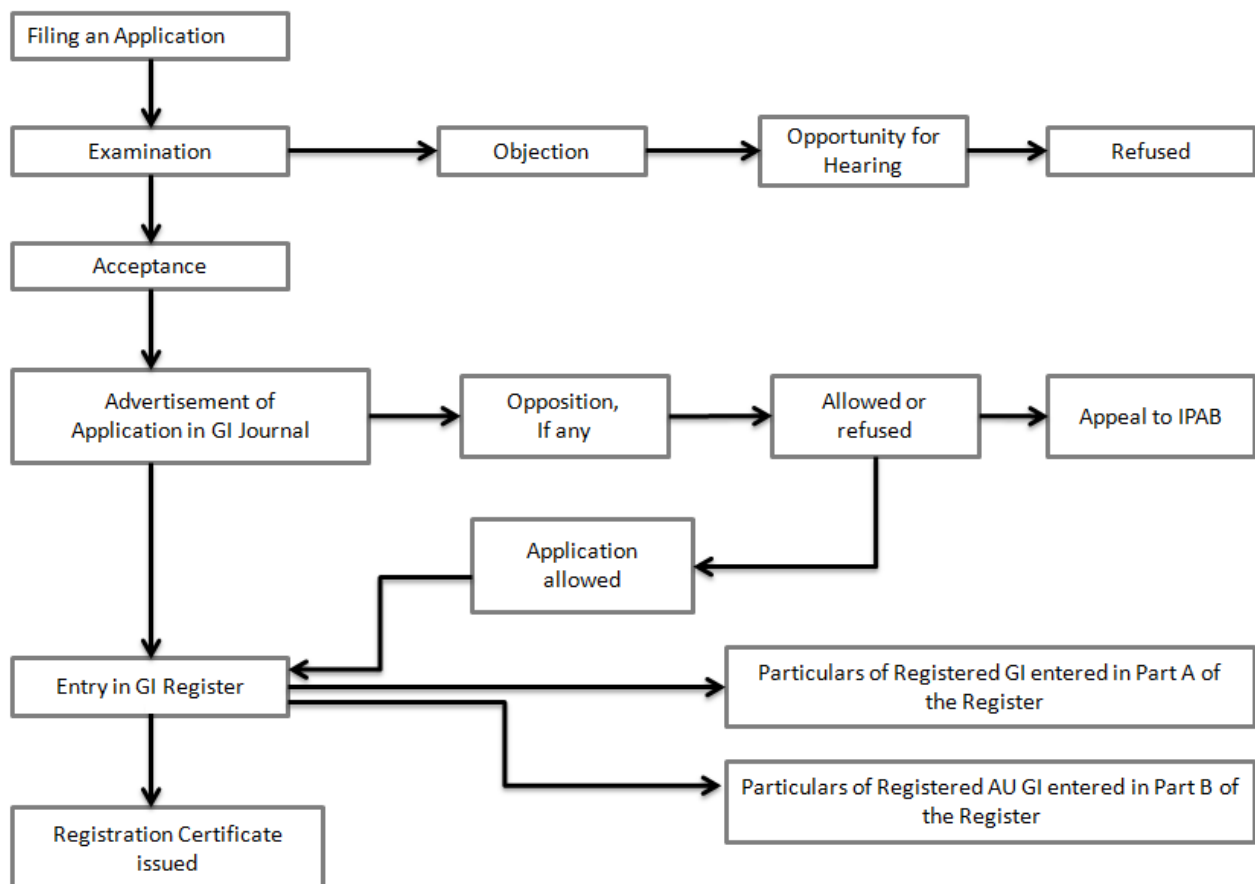 Filing an Application
Examination
Objection
Opportunity for
Hearing
Refused
Acceptance
Advertisement of
Application in GI Journal
Opposition,
If any
Allowed or
refused
Appeal to IPAB
Application
allowed
Entry in GI Register
Particulars of Registered GI entered in Part A of
the Register
Particulars of Registered AU GI entered in Part B of
the Register
Registration Certificate
issued